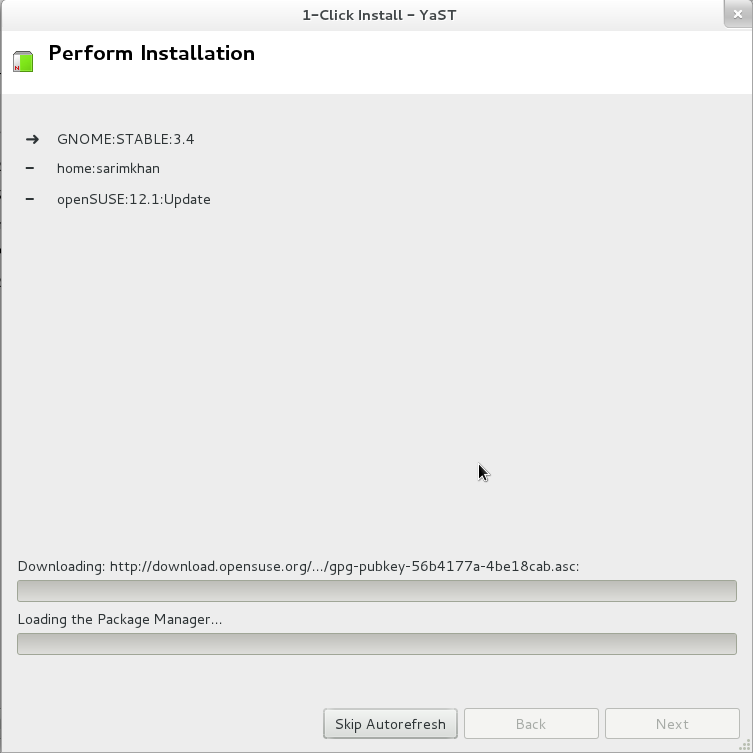 1-Click Install - YaST
Perform Installation
GNOME:STABLE:3.4
home:sarimkhan
openSUSE:12.1:Update
Downloading: http://download.opensuse.org/.../gpg-pubkey-56b4177a-4be18cab.asc:
Loading the Package Manager...
Skip Autorefresh
Back
Next